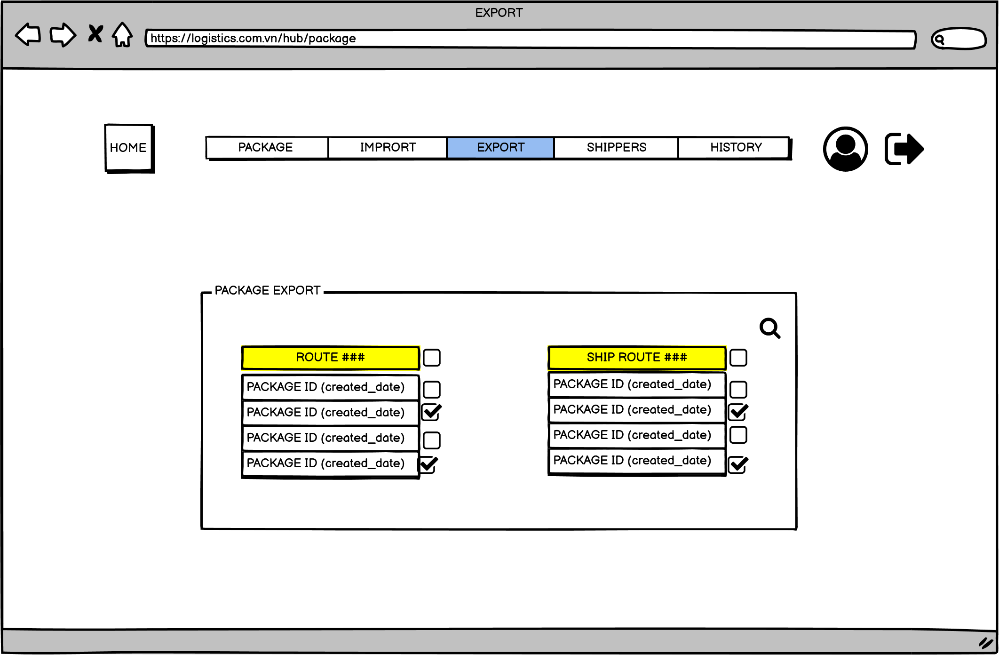 EXPORT
https://logistics.com.vn/hub/package
HOME
PACKAGE
IMPRORT
EXPORT
SHIPPERS
HISTORY
PACKAGE EXPORT
ROUTE ###
PACKAGE ID (created_date)
PACKAGE ID (created_date)
PACKAGE ID (created_date)
PACKAGE ID (created_date)
SHIP ROUTE ###
PACKAGE ID (created_date)
PACKAGE ID (created_date)
PACKAGE ID (created_date)
PACKAGE ID (created_date)